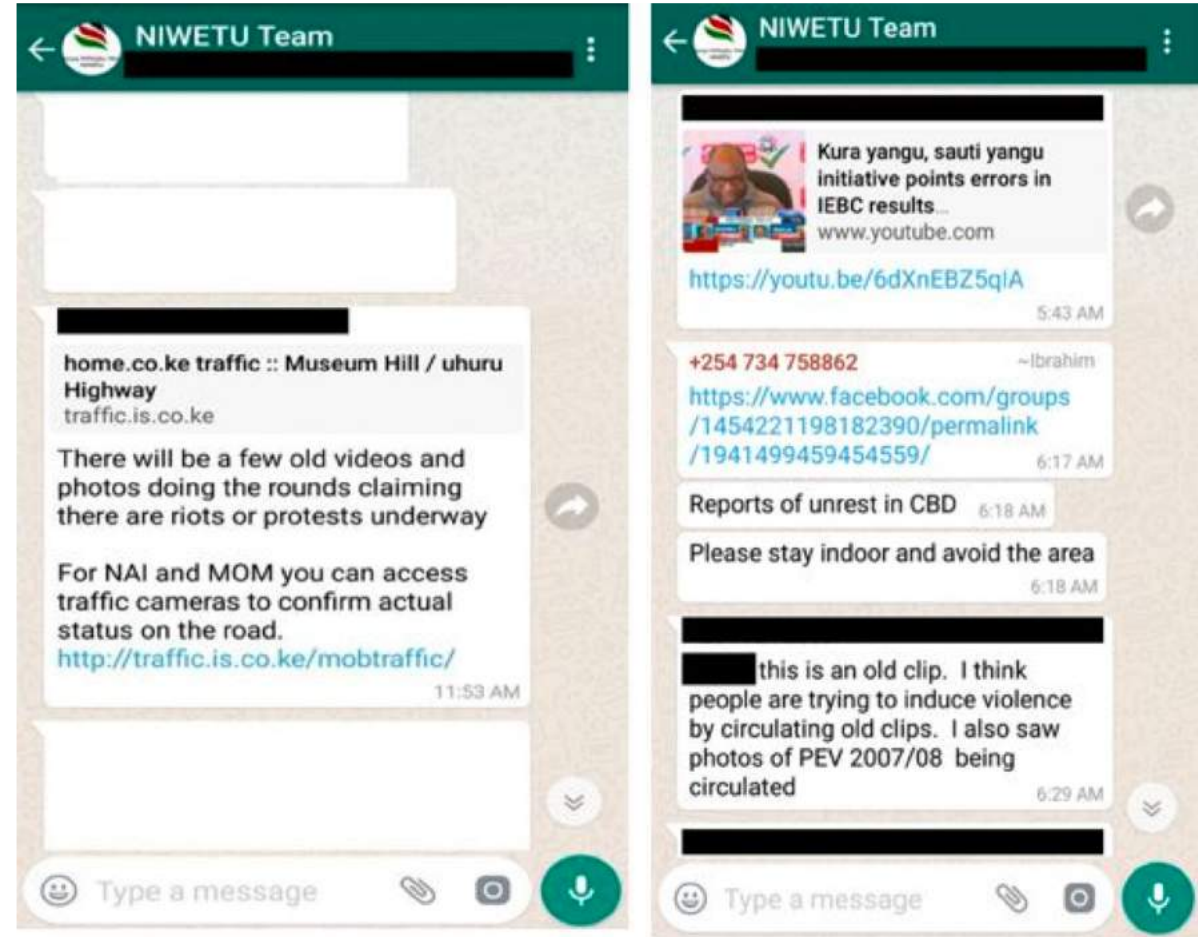 NIWETU Team
home.co.ke traffic :: Museum Hill / uhuru
Highway
traffic.is.co.ke
There will be a few old videos and
photos doing the rounds claiming
there are riots or protests underway
For NAI and MOM you can access
traffic cameras to confirm actual
status on the road.
http://traffic.is.co.ke/mobtraffic/
11:53 AM
Type a message
NIWETU Team
Kura yangu, sauti yangu
initiative points errors in
IEBC results...
www.youtube.com
https://youtu.be/6dXnEBZ5qIA
5:43 AM
+254 734 758862 ~Ibrahim
https://www.facebook.com/groups
/1454221198182390/permalink
/1941499459454559/
6:17 AM
Reports of unrest in CBD 6:18 AM
Please stay indoor and avoid the area
6:18 AM
this is an old clip. I think
people are trying to induce violence
by circulating old clips. I also saw
photos of PEV 2007/08 being
circulated
6:29 AM
Type a message